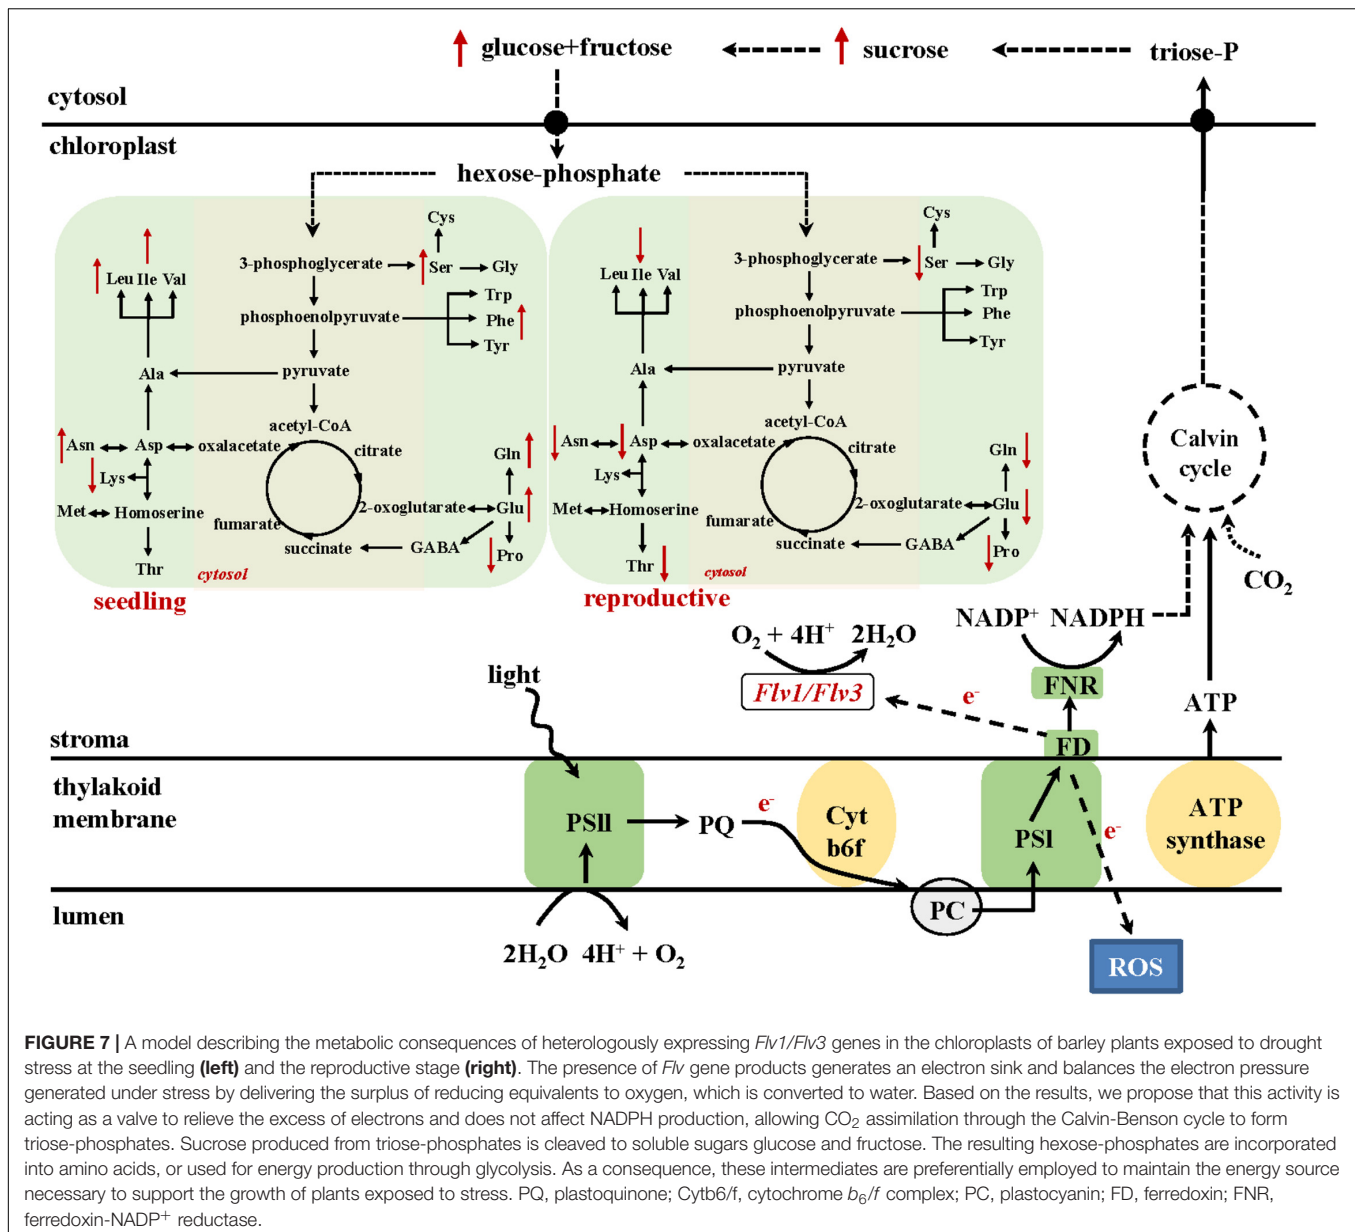 glucose+fructose sucrose triose-P
cytosol
chloroplast
hexose-phosphate
Cys
3-phosphoglycerate Ser Gly
Leu Ile Val
Trp
phosphoenolpyruvate Phe
Tyr
Ala pyruvate
acetyl-CoA
Asn Asp oxalacetate citrate Gln
Lys
Met Homoserine 2-oxoglutarate Glu
fumarate
succinate GABA Pro
Thr cytosol
seedling
Cys
3-phosphoglycerate Ser Gly
Leu Ile Val
Trp
phosphoenolpyruvate Phe
Tyr
Ala pyruvate
acetyl-CoA
Asn Asp oxalacetate citrate Gln
Lys
Met Homoserine 2-oxoglutarate Glu
fumarate
succinate GABA Pro
Thr cytosol
reproductive
Calvin
cycle
CO₂
NADP⁺ NADPH
O₂ + 4H⁺ 2H₂O
light
Flv1/Flv3
e⁻
FNR
ATP
stroma
FD
thylakoid
membrane
PSII
PQ
e⁻
Cyt
b6f
PSI
e⁻
ATP
synthase
lumen
PC
2H₂O 4H⁺ + O₂
ROS
FIGURE 7 | A model describing the metabolic consequences of heterologously expressing Flv1/Flv3 genes in the chloroplasts of barley plants exposed to drought
stress at the seedling (left) and the reproductive stage (right). The presence of Flv gene products generates an electron sink and balances the electron pressure
generated under stress by delivering the surplus of reducing equivalents to oxygen, which is converted to water. Based on the results, we propose that this activity is
acting as a valve to relieve the excess of electrons and does not affect NADPH production, allowing CO₂ assimilation through the Calvin-Benson cycle to form
triose-phosphates. Sucrose produced from triose-phosphates is cleaved to soluble sugars glucose and fructose. The resulting hexose-phosphates are incorporated
into amino acids, or used for energy production through glycolysis. As a consequence, these intermediates are preferentially employed to maintain the energy source
necessary to support the growth of plants exposed to stress. PQ, plastoquinone; Cytb6/f, cytochrome b₆/f complex; PC, plastocyanin; FD, ferredoxin; FNR,
ferredoxin-NADP⁺ reductase.